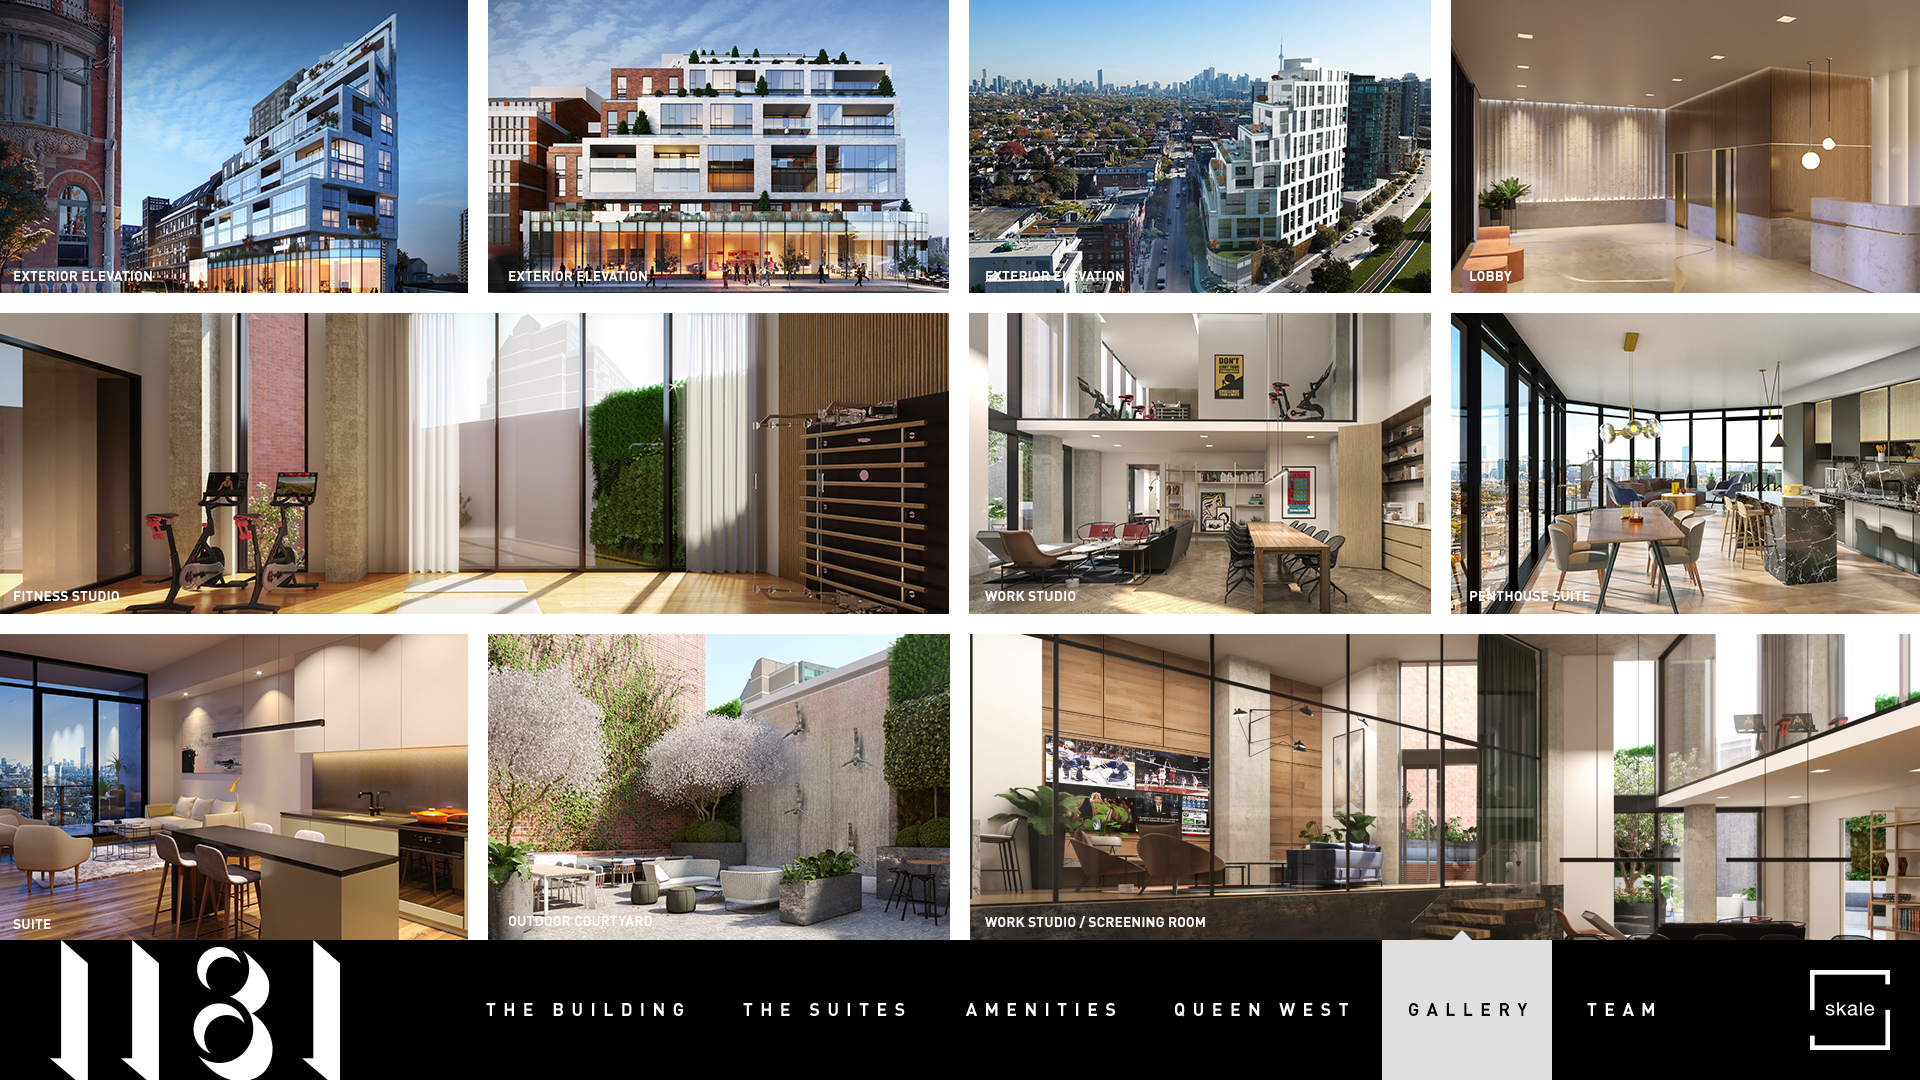 EXTERIOR ELEVATION
EXTERIOR ELEVATION
EXTERIOR ELEVATION
LOBBY
DON'T
FITNESS STUDIO
WORK STUDIO
PENTHOUSE SUITE
SUITE
OUTDOOR COURTYARD
WORK STUDIO / SCREENING ROOM
1181
THE BUILDING
THE SUITES
AMENITIES
QUEEN WEST
GALLERY
TEAM
skale